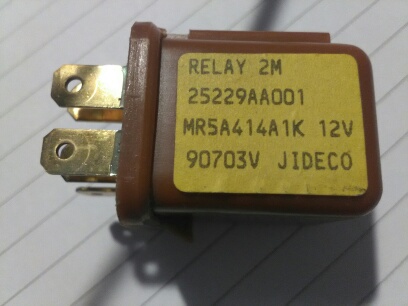 RELAY 2M
25229AA001
MR5A414A1K 12V
90703V JIDECO